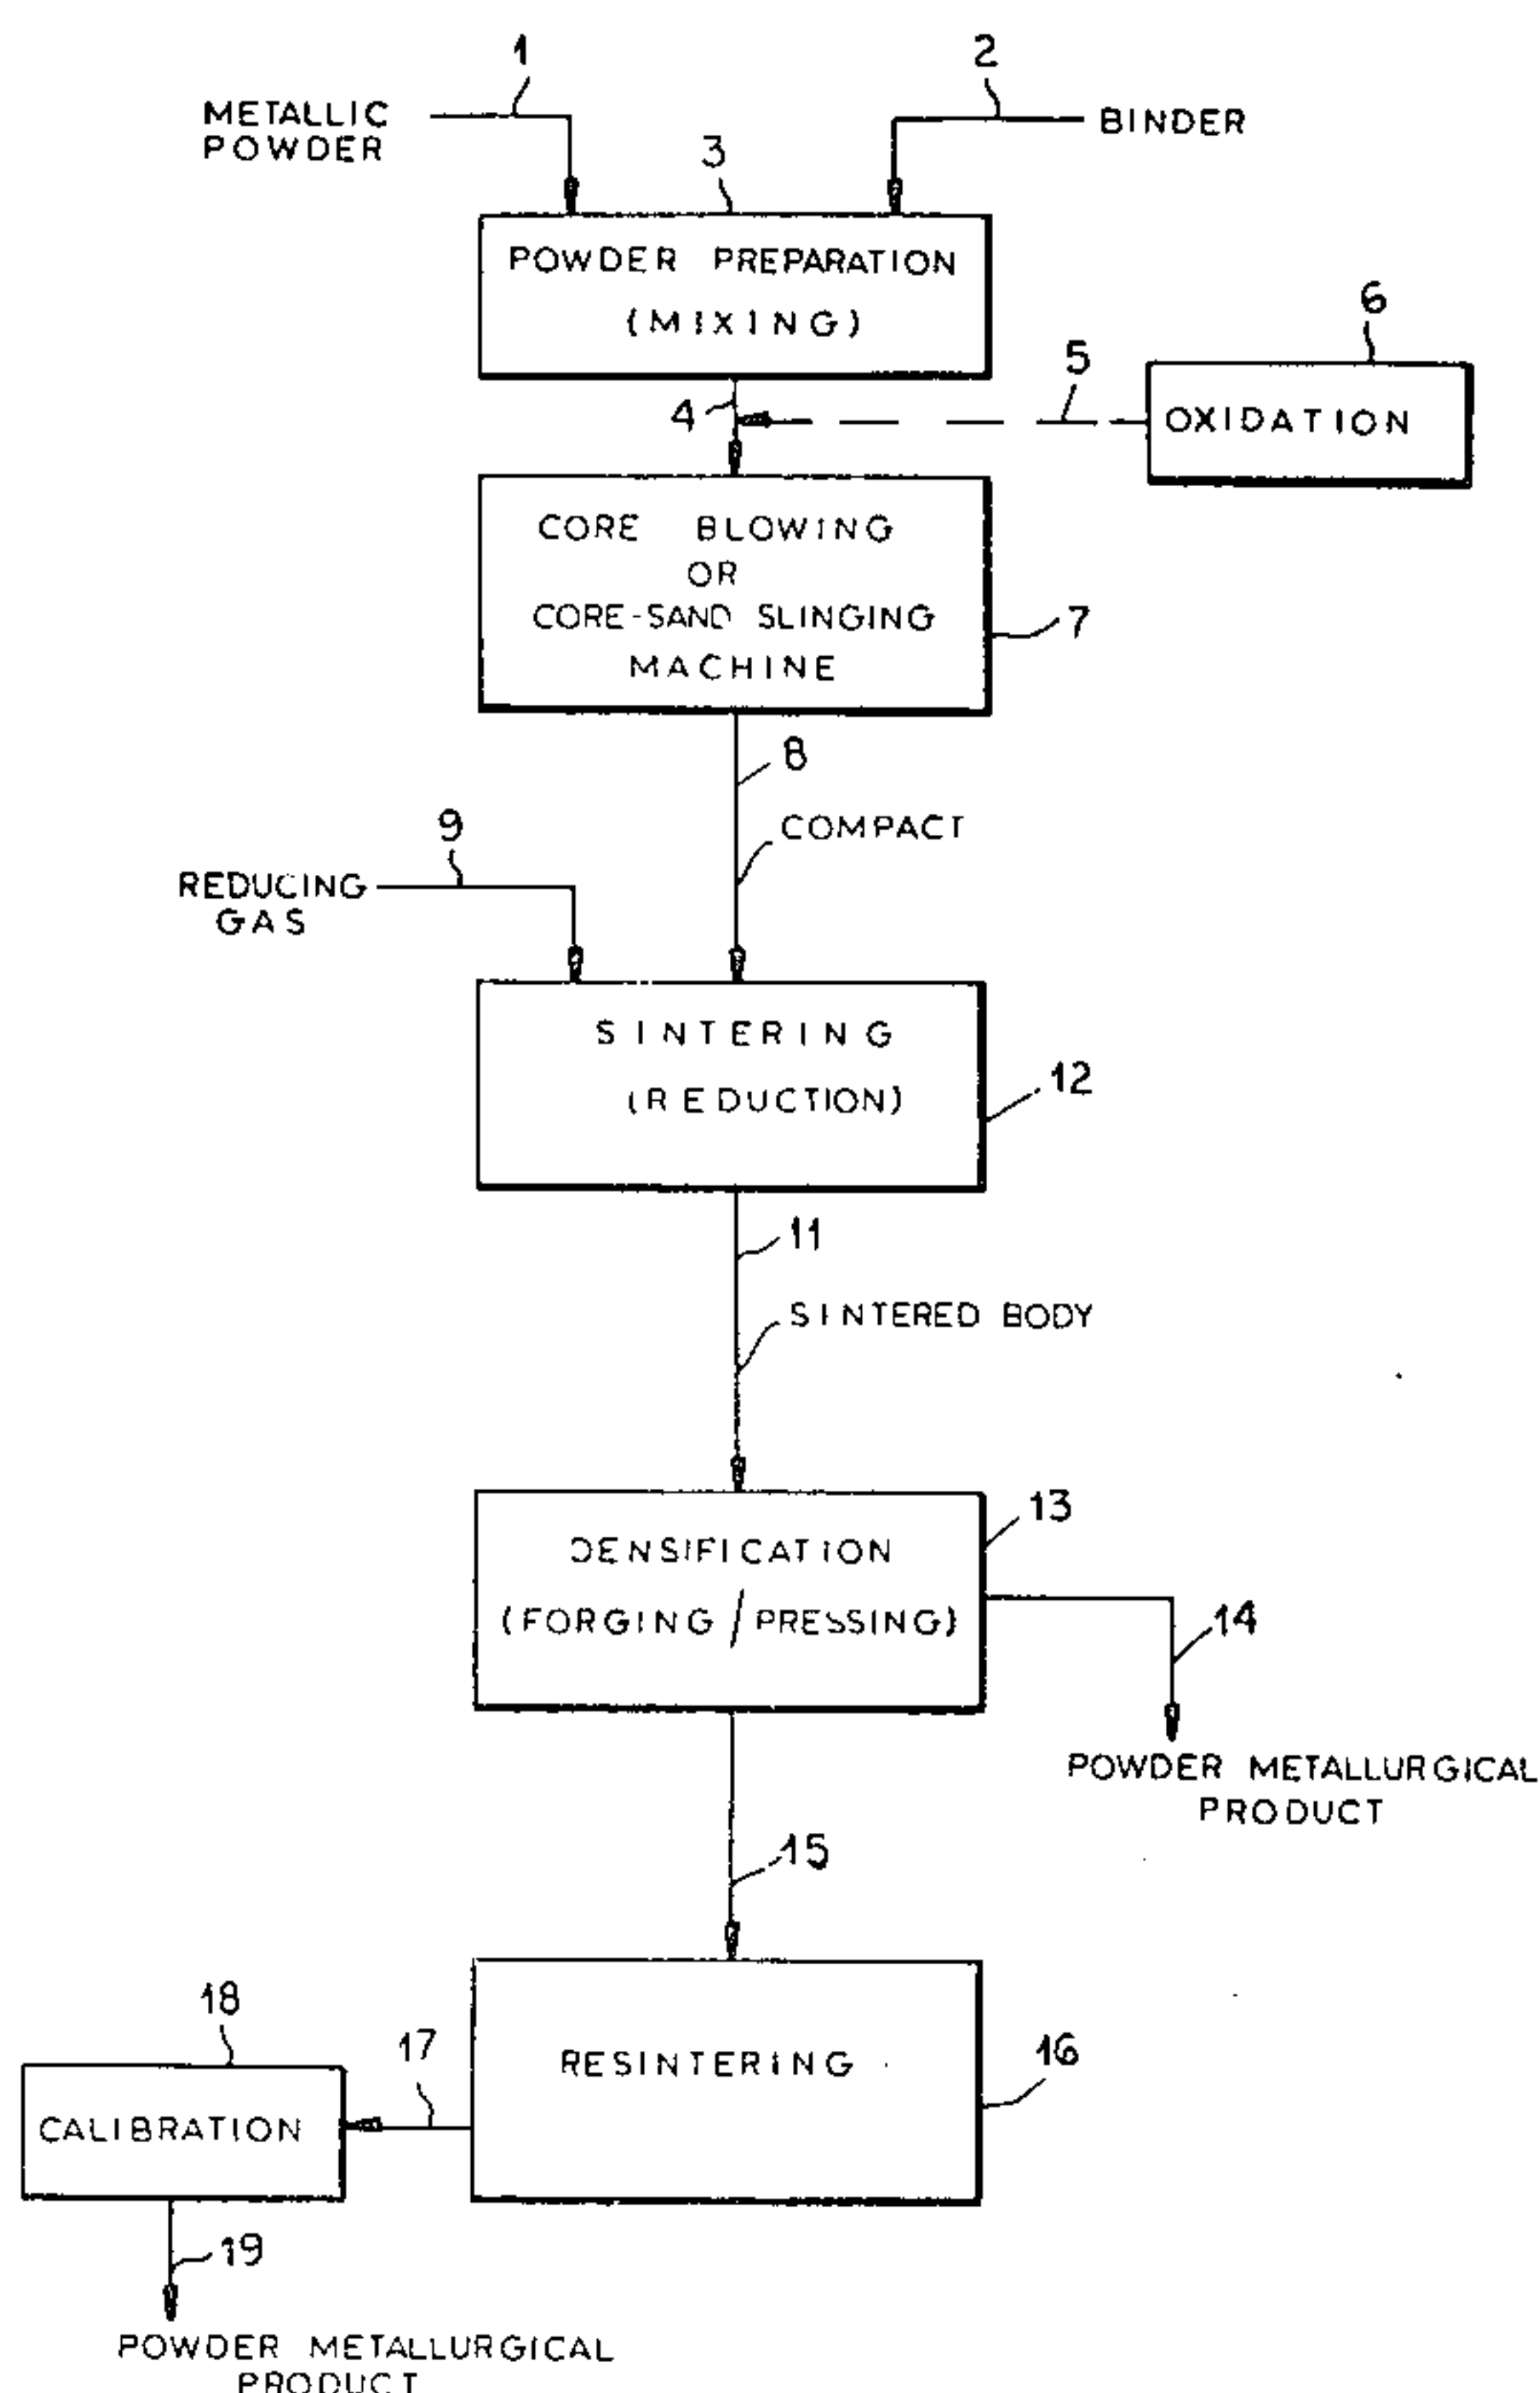 1
2
METALLIC
POWDER
BINDER
3
POWDER PREPARATION
(MIXING)
6
5
4
OXIDATION
CORE BLOWING
OR
CORE-SAND SLINGING
MACHINE
7
8
COMPACT
9
REDUCING
GAS
SINTERING
(REDUCTION)
12
11
SINTERED BODY
13
DENSIFICATION
(FORGING / PRESSING)
14
POWDER METALLURGICAL
PRODUCT
15
18
17
16
RESINTERING
CALIBRATION
19
POWDER METALLURGICAL
PRODUCT